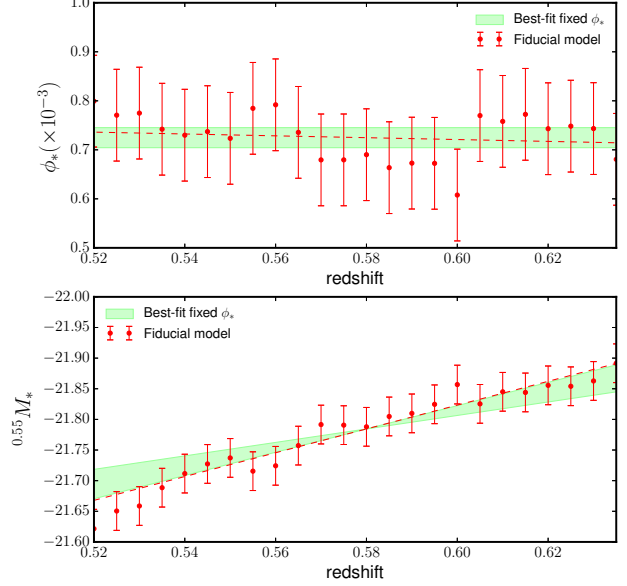 1.0
0.9
0.8
0.7
0.6
0.5
ϕ*(×10⁻³)
Best-fit fixed ϕ*
Fiducial model
0.52 0.54 0.56 0.58 0.60 0.62
redshift
−22.00
−21.95
−21.90
−21.85
−21.80
−21.75
−21.70
−21.65
−21.60
⁰·⁵⁵M*
Best-fit fixed ϕ*
Fiducial model
0.52 0.54 0.56 0.58 0.60 0.62
redshift